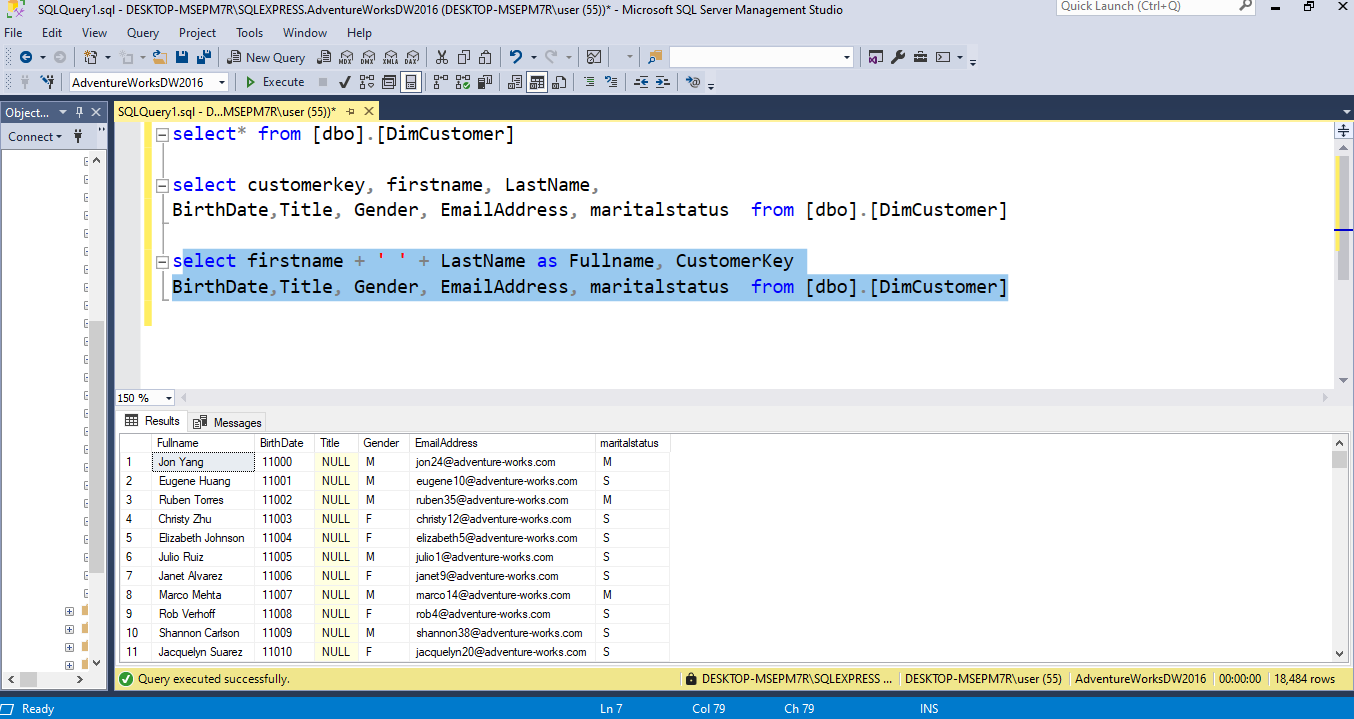 SQLQuery1.sql - DESKTOP-MSEPM7R\SQLEXPRESS.AdventureWorksDW2016 (DESKTOP-MSEPM7R\user (55))* - Microsoft SQL Server Management Studio
Quick Launch (Ctrl+Q)
File Edit View Query Project Tools Window Help
New Query MDX DMX XMLA DAX
AdventureWorksDW2016 Execute
Object...
SQLQuery1.sql - D...MSEPM7R\user (55))*
Connect
select* from [dbo].[DimCustomer]
select customerkey, firstname, LastName,
BirthDate,Title, Gender, EmailAddress, maritalstatus  from [dbo].[DimCustomer]
select firstname + ' ' + LastName as Fullname, CustomerKey
BirthDate,Title, Gender, EmailAddress, maritalstatus  from [dbo].[DimCustomer]
150 %
Results Messages
Fullname BirthDate Title Gender EmailAddress maritalstatus
1 Jon Yang 11000 NULL M jon24@adventure-works.com M
2 Eugene Huang 11001 NULL M eugene10@adventure-works.com S
3 Ruben Torres 11002 NULL M ruben35@adventure-works.com M
4 Christy Zhu 11003 NULL F christy12@adventure-works.com S
5 Elizabeth Johnson 11004 NULL F elizabeth5@adventure-works.com S
6 Julio Ruiz 11005 NULL M julio1@adventure-works.com S
7 Janet Alvarez 11006 NULL F janet9@adventure-works.com S
8 Marco Mehta 11007 NULL M marco14@adventure-works.com M
9 Rob Verhoff 11008 NULL F rob4@adventure-works.com S
10 Shannon Carlson 11009 NULL M shannon38@adventure-works.com S
11 Jacquelyn Suarez 11010 NULL F jacquelyn20@adventure-works.com S
Query executed successfully. DESKTOP-MSEPM7R\SQLEXPRESS ... DESKTOP-MSEPM7R\user (55) AdventureWorksDW2016 00:00:00 18,484 rows
Ready Ln 7 Col 79 Ch 79 INS